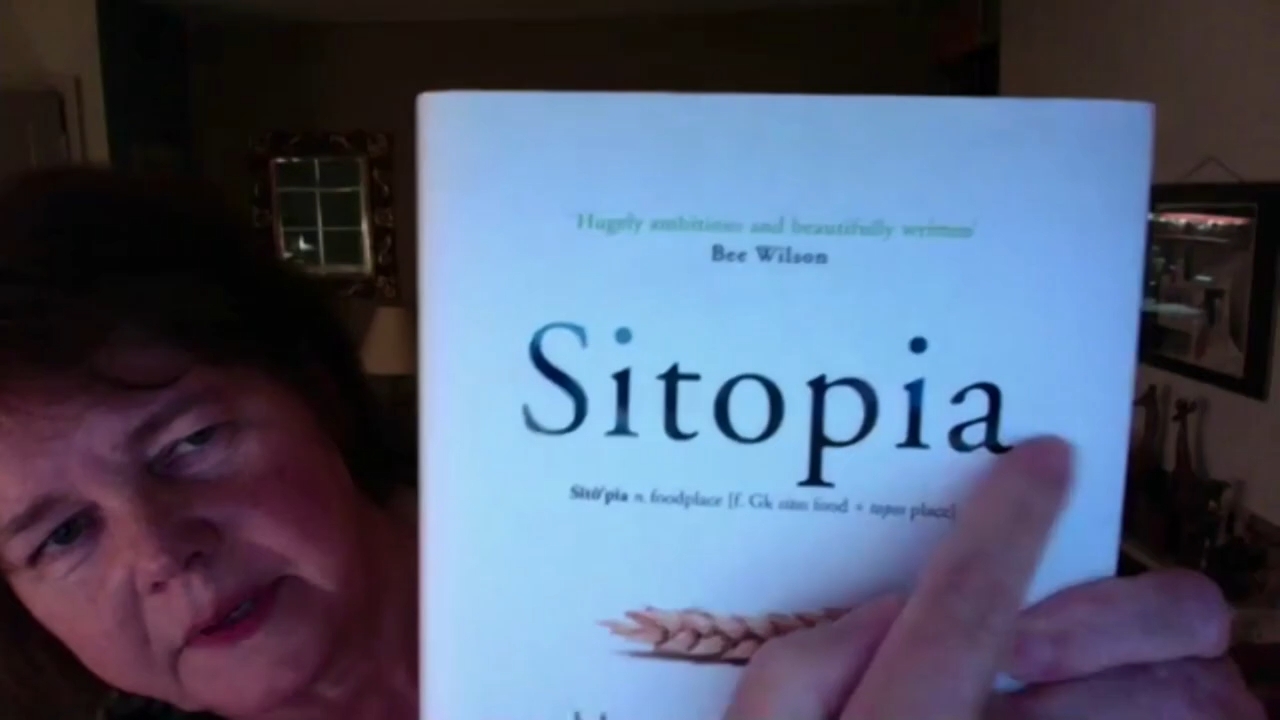 'Hugely ambitious and beautifully written'
Bee Wilson
Sitopia
Sitō'pia n. foodplace [f. Gk sitos food + topos place]